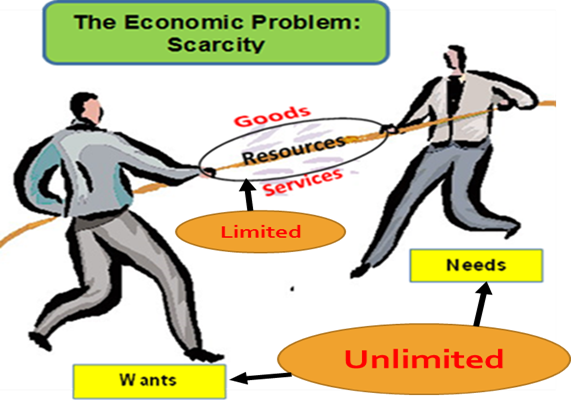 The Economic Problem:
Scarcity
Goods
Resources
Services
Limited
Needs
Unlimited
Wants